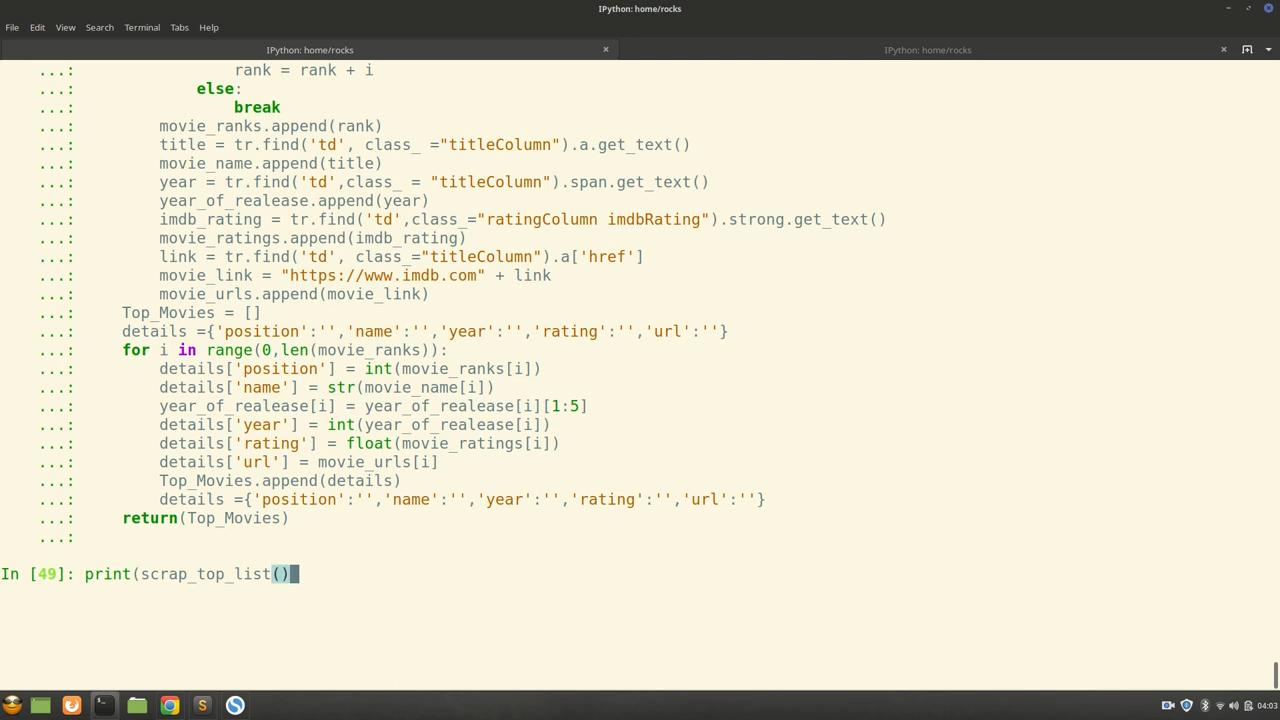 IPython: home/rocks
File Edit View Search Terminal Tabs Help
IPython: home/rocks IPython: home/rocks
...: rank = rank + i
...: else:
...: break
...: movie_ranks.append(rank)
...: title = tr.find('td', class_ ="titleColumn").a.get_text()
...: movie_name.append(title)
...: year = tr.find('td',class_ = "titleColumn").span.get_text()
...: year_of_realease.append(year)
...: imdb_rating = tr.find('td',class_="ratingColumn imdbRating").strong.get_text()
...: movie_ratings.append(imdb_rating)
...: link = tr.find('td', class_="titleColumn").a['href']
...: movie_link = "https://www.imdb.com" + link
...: movie_urls.append(movie_link)
...: Top_Movies = []
...: details ={'position':'','name':'','year':'','rating':'','url':''}
...: for i in range(0,len(movie_ranks)):
...: details['position'] = int(movie_ranks[i])
...: details['name'] = str(movie_name[i])
...: year_of_realease[i] = year_of_realease[i][1:5]
...: details['year'] = int(year_of_realease[i])
...: details['rating'] = float(movie_ratings[i])
...: details['url'] = movie_urls[i]
...: Top_Movies.append(details)
...: details ={'position':'','name':'','year':'','rating':'','url':''}
...: return(Top_Movies)
...:
In [49]: print(scrap_top_list()
04:03